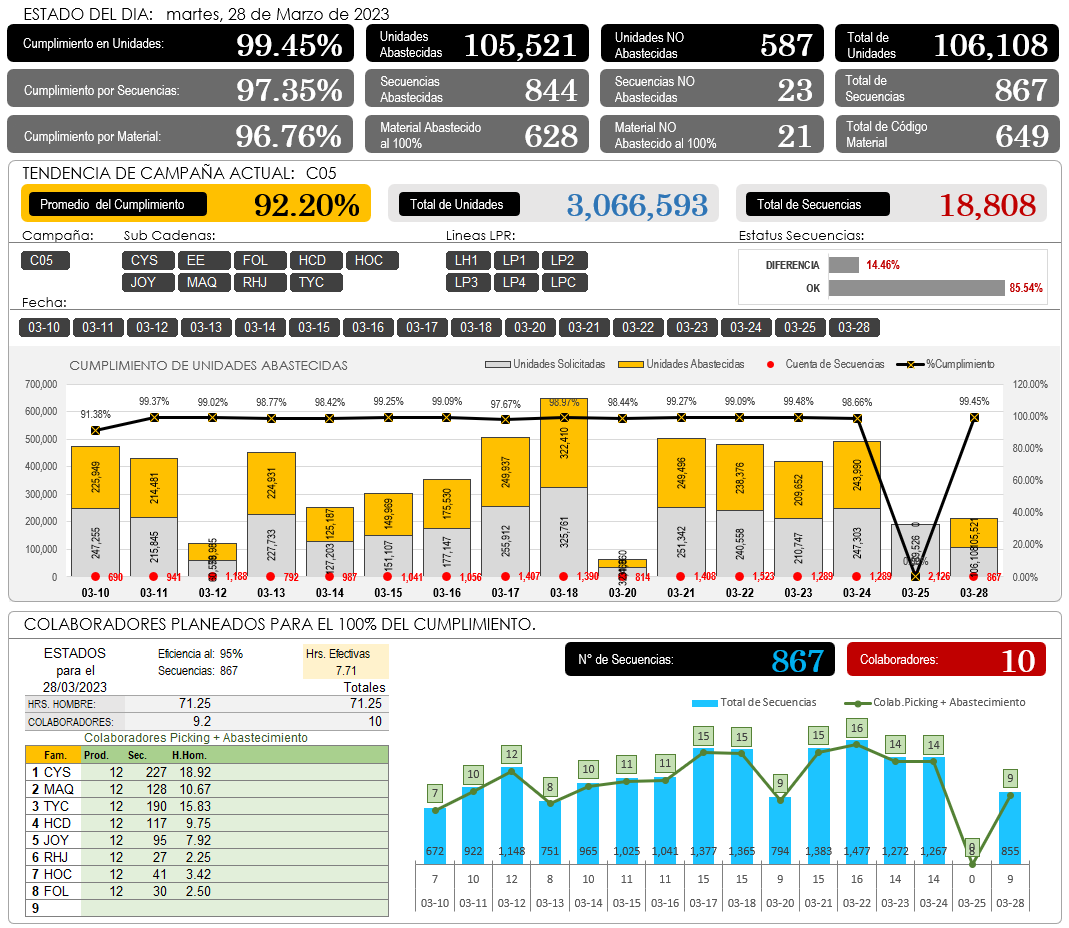 ESTADO DEL DIA: martes, 28 de Marzo de 2023
Cumplimiento en Unidades: 99.45%
Unidades Abastecidas 105,521
Unidades NO Abastecidas 587
Total de Unidades 106,108
Cumplimiento por Secuencias: 97.35%
Secuencias Abastecidas 844
Secuencias NO Abastecidas 23
Total de Secuencias 867
Cumplimiento por Material: 96.76%
Material Abastecido al 100% 628
Material NO Abastecido al 100% 21
Total de Código Material 649
TENDENCIA DE CAMPAÑA ACTUAL: C05
Promedio del Cumplimiento 92.20%
Total de Unidades 3,066,593
Total de Secuencias 18,808
Campaña: Sub Cadenas: Lineas LPR: Estatus Secuencias:
C05 CYS EE FOL HCD HOC LH1 LP1 LP2
JOY MAQ RHJ TYC LP3 LP4 LPC
DIFERENCIA 14.46%
OK 85.54%
Fecha:
03-10 03-11 03-12 03-13 03-14 03-15 03-16 03-17 03-18 03-20 03-21 03-22 03-23 03-24 03-25 03-28
CUMPLIMIENTO DE UNIDADES ABASTECIDAS
Unidades Solicitadas Unidades Abastecidas Cuenta de Secuencias %Cumplimiento
700,000 600,000 500,000 400,000 300,000 200,000 100,000 0
120.00% 100.00% 80.00% 60.00% 40.00% 20.00% 0.00%
91.38% 99.37% 99.02% 98.77% 98.42% 99.25% 99.09% 97.67% 98.97% 98.44% 99.27% 99.09% 99.48% 98.66% 99.45%
225,949 214,481 224,931 125,187 149,969 175,530 249,937 322,410 249,496 238,376 209,652 243,990 0 105,521
247,255 215,845 227,733 127,203 151,107 177,147 255,912 325,761 251,342 240,558 210,747 247,303 106,108
690 941 1,188 792 987 1,041 1,056 1,407 1,390 814 1,408 1,523 1,289 1,289 2,126 867
03-10 03-11 03-12 03-13 03-14 03-15 03-16 03-17 03-18 03-20 03-21 03-22 03-23 03-24 03-25 03-28
COLABORADORES PLANEADOS PARA EL 100% DEL CUMPLIMIENTO.
ESTADOS
para el
28/03/2023
Eficiencia al: 95%
Secuencias: 867
Hrs. Efectivas
7.71
Totales
HRS. HOMBRE: 71.25 71.25
COLABORADORES: 9.2 10
Colaboradores Picking + Abastecimiento
Fam. Prod. Sec. H.Hom.
1 CYS 12 227 18.92
2 MAQ 12 128 10.67
3 TYC 12 190 15.83
4 HCD 12 117 9.75
5 JOY 12 95 7.92
6 RHJ 12 27 2.25
7 HOC 12 41 3.42
8 FOL 12 30 2.50
9
N° de Secuencias: 867
Colaboradores: 10
Total de Secuencias Colab.Picking + Abastecimiento
7 10 12 8 10 11 11 15 15 9 15 16 14 14 0 9
672 922 1,148 751 965 1,025 1,041 1,377 1,365 794 1,383 1,477 1,272 1,267 855
7 10 12 8 10 11 11 15 15 9 15 16 14 14 0 9
03-10 03-11 03-12 03-13 03-14 03-15 03-16 03-17 03-18 03-20 03-21 03-22 03-23 03-24 03-25 03-28